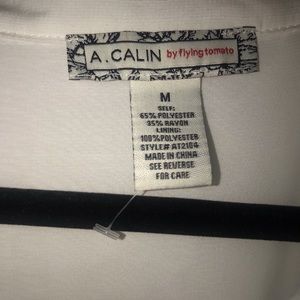 A.CALIN by flying tomato
M
SELF:
65% POLYESTER
35% RAYON
LINING:
100%POLYESTER
STYLE# AT2104
MADE IN CHINA
SEE REVERSE
FOR CARE